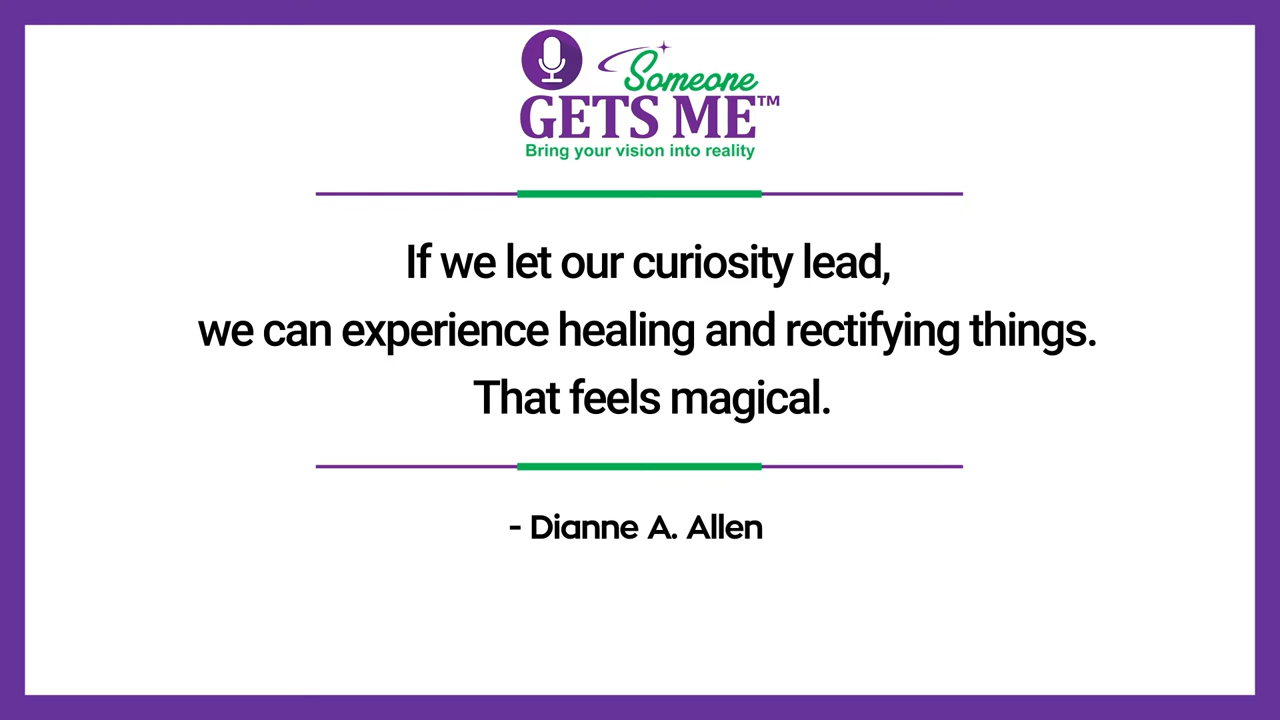 Someone
GETS ME™
Bring your vision into reality
If we let our curiosity lead,
we can experience healing and rectifying things.
That feels magical.
- Dianne A. Allen